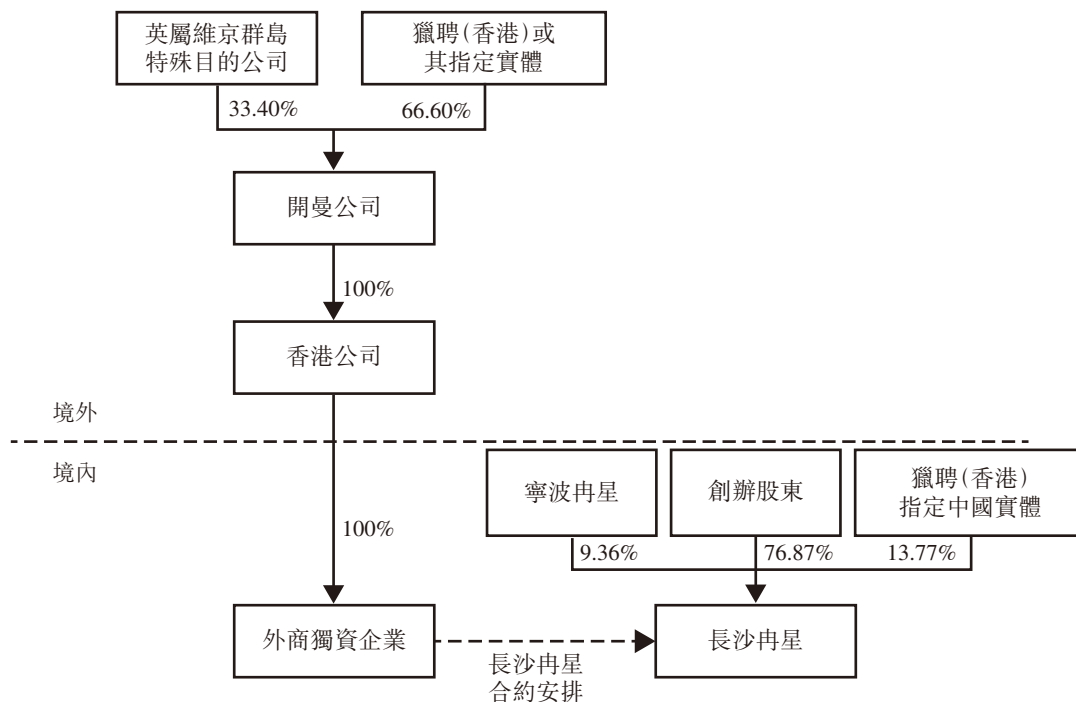 英屬維京群島
特殊目的公司
獵聘(香港)或
其指定實體
33.40%
66.60%
開曼公司
100%
香港公司
境外
境內
100%
寧波冉星
創辦股東
獵聘(香港)
指定中國實體
9.36%
76.87%
13.77%
外商獨資企業
長沙冉星
合約安排
長沙冉星